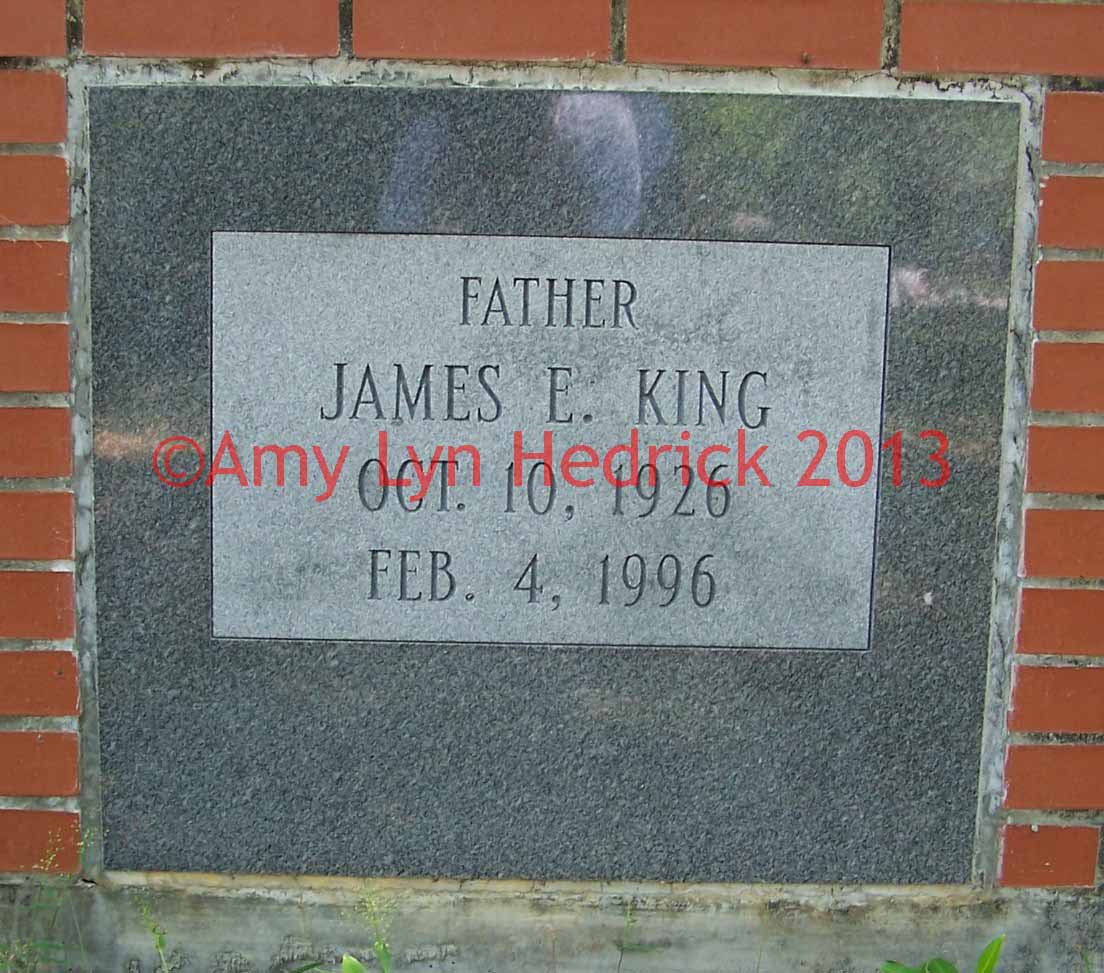 FATHER
JAMES E. KING
©Amy Lyn Hedrick 2013
OCT. 10, 1926
FEB. 4, 1996